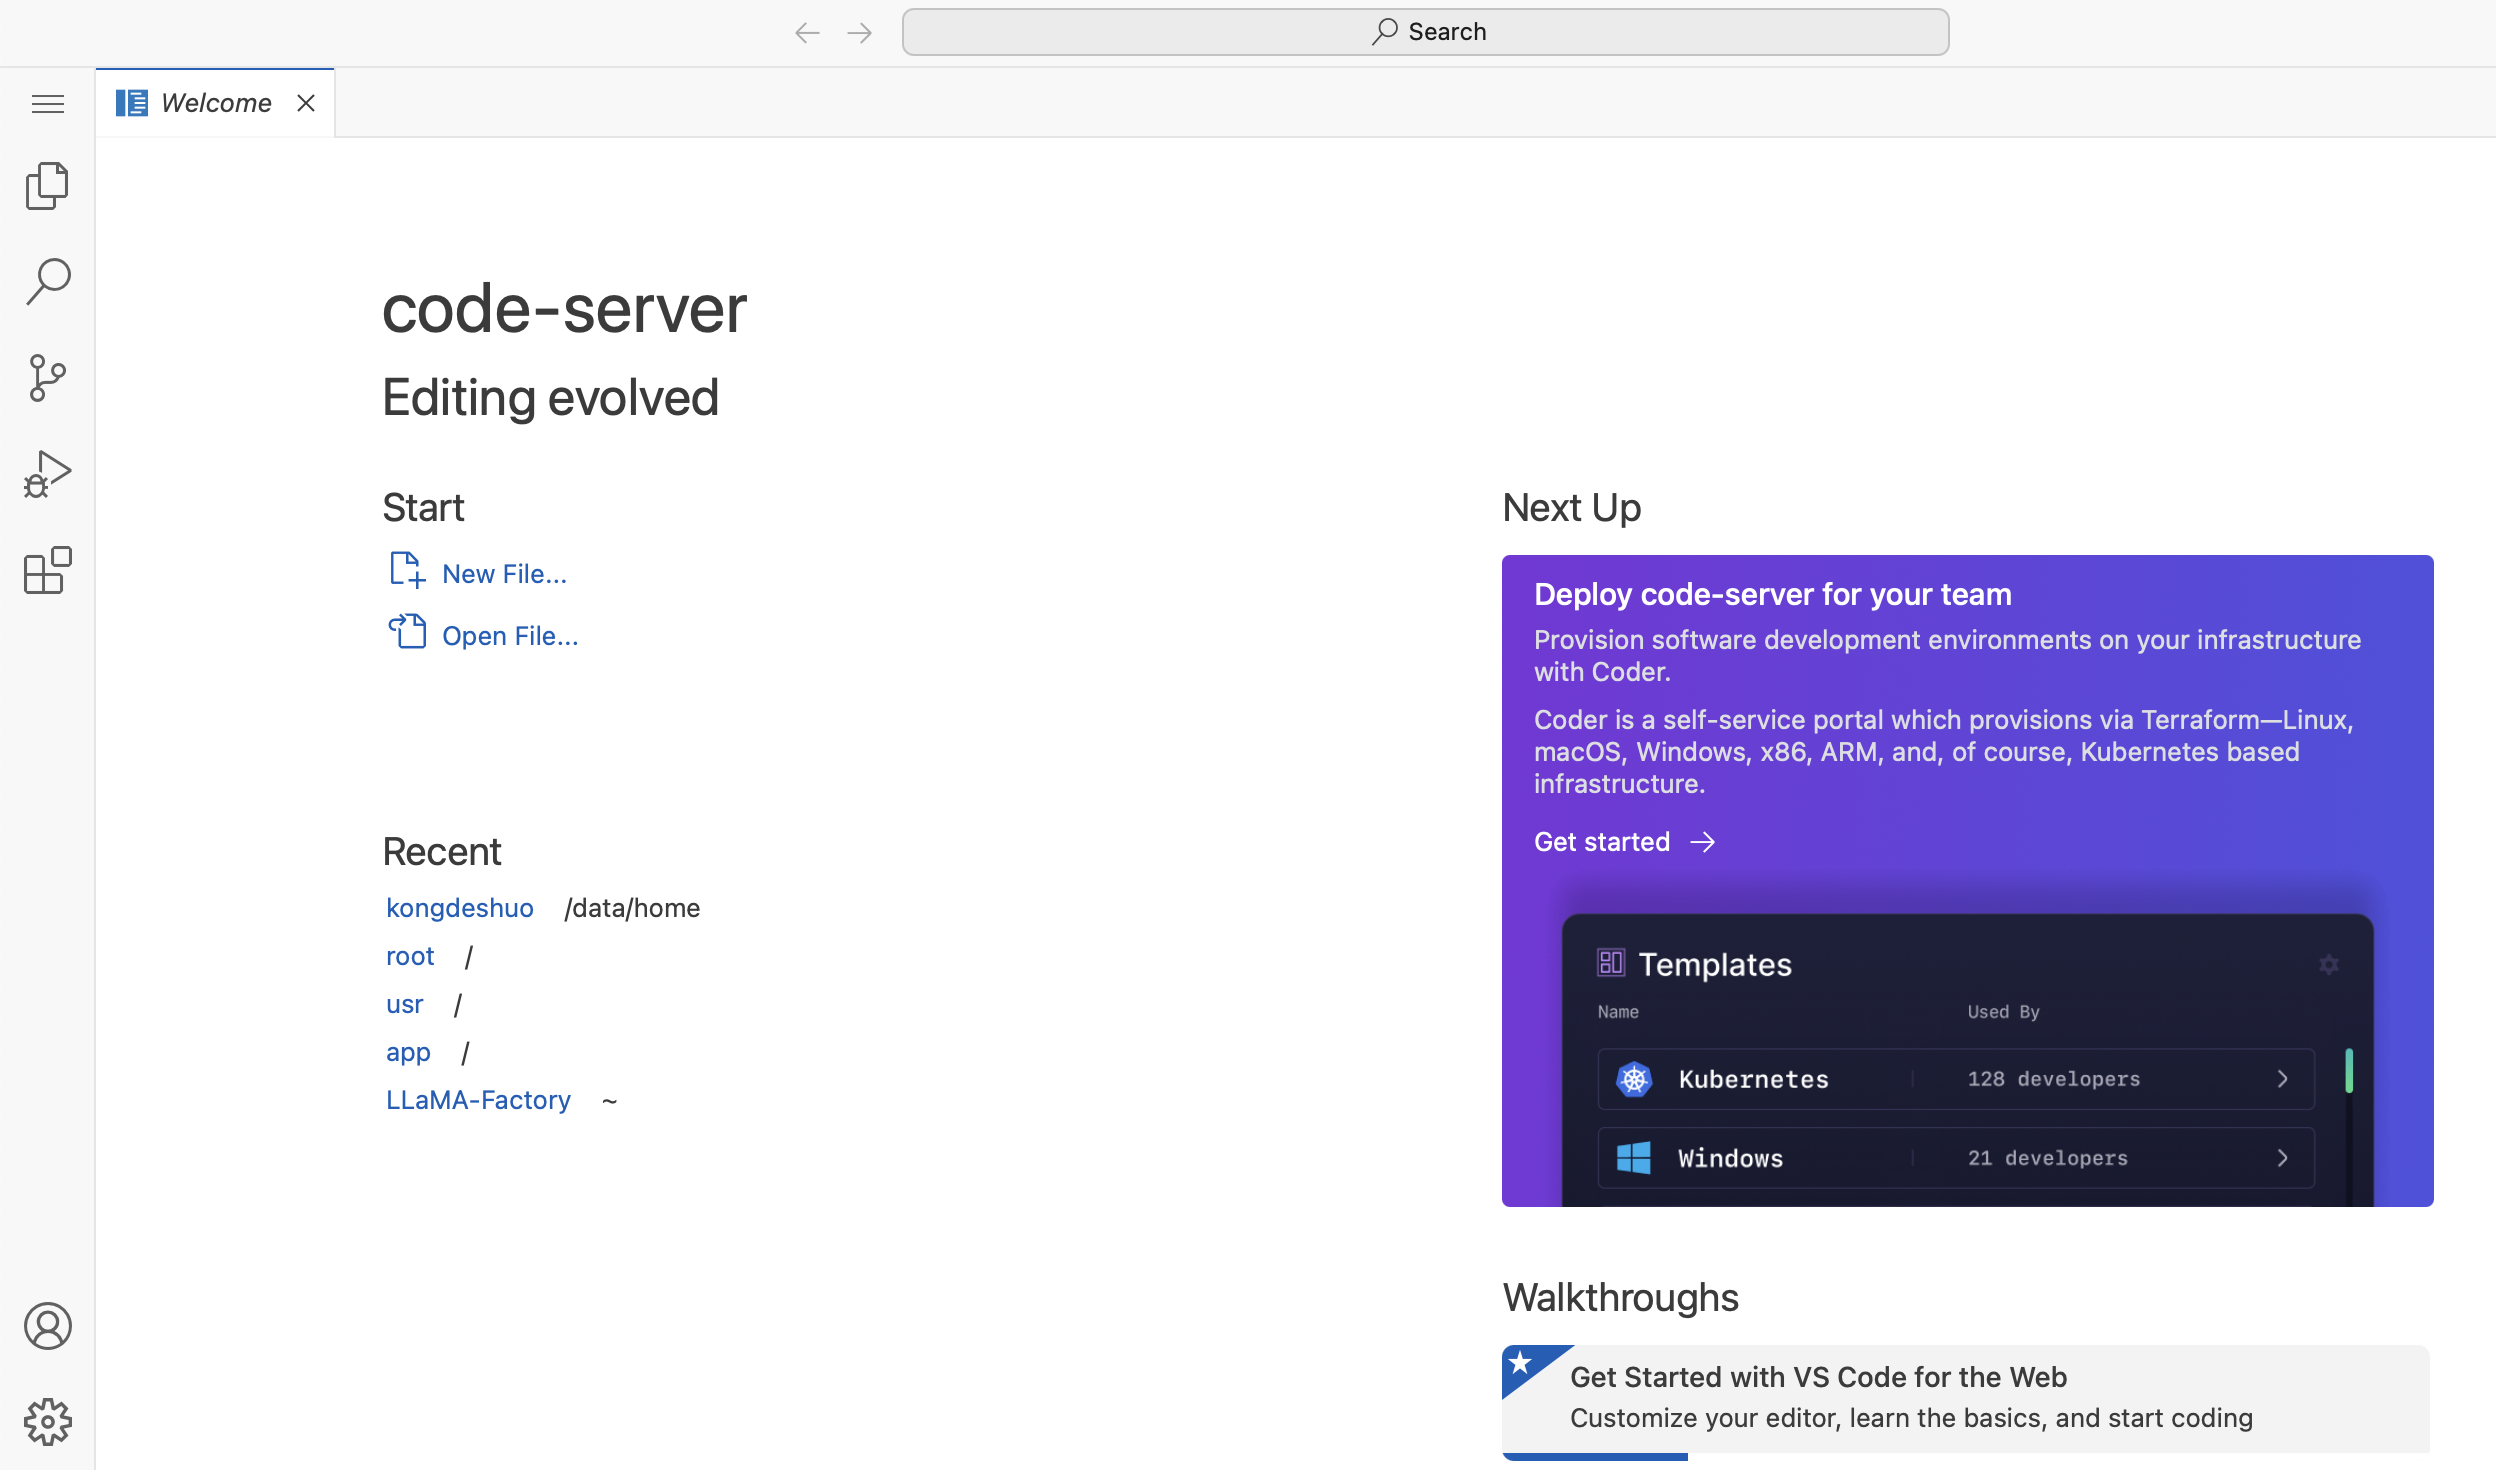 Search
Welcome
code-server
Editing evolved
Start
New File...
Open File...
Recent
kongdeshuo /data/home
root /
usr /
app /
LLaMA-Factory ~
Next Up
Deploy code-server for your team
Provision software development environments on your infrastructure
with Coder.
Coder is a self-service portal which provisions via Terraform—Linux,
macOS, Windows, x86, ARM, and, of course, Kubernetes based
infrastructure.
Get started
Templates
Name Used By
Kubernetes 128 developers
Windows 21 developers
Walkthroughs
Get Started with VS Code for the Web
Customize your editor, learn the basics, and start coding